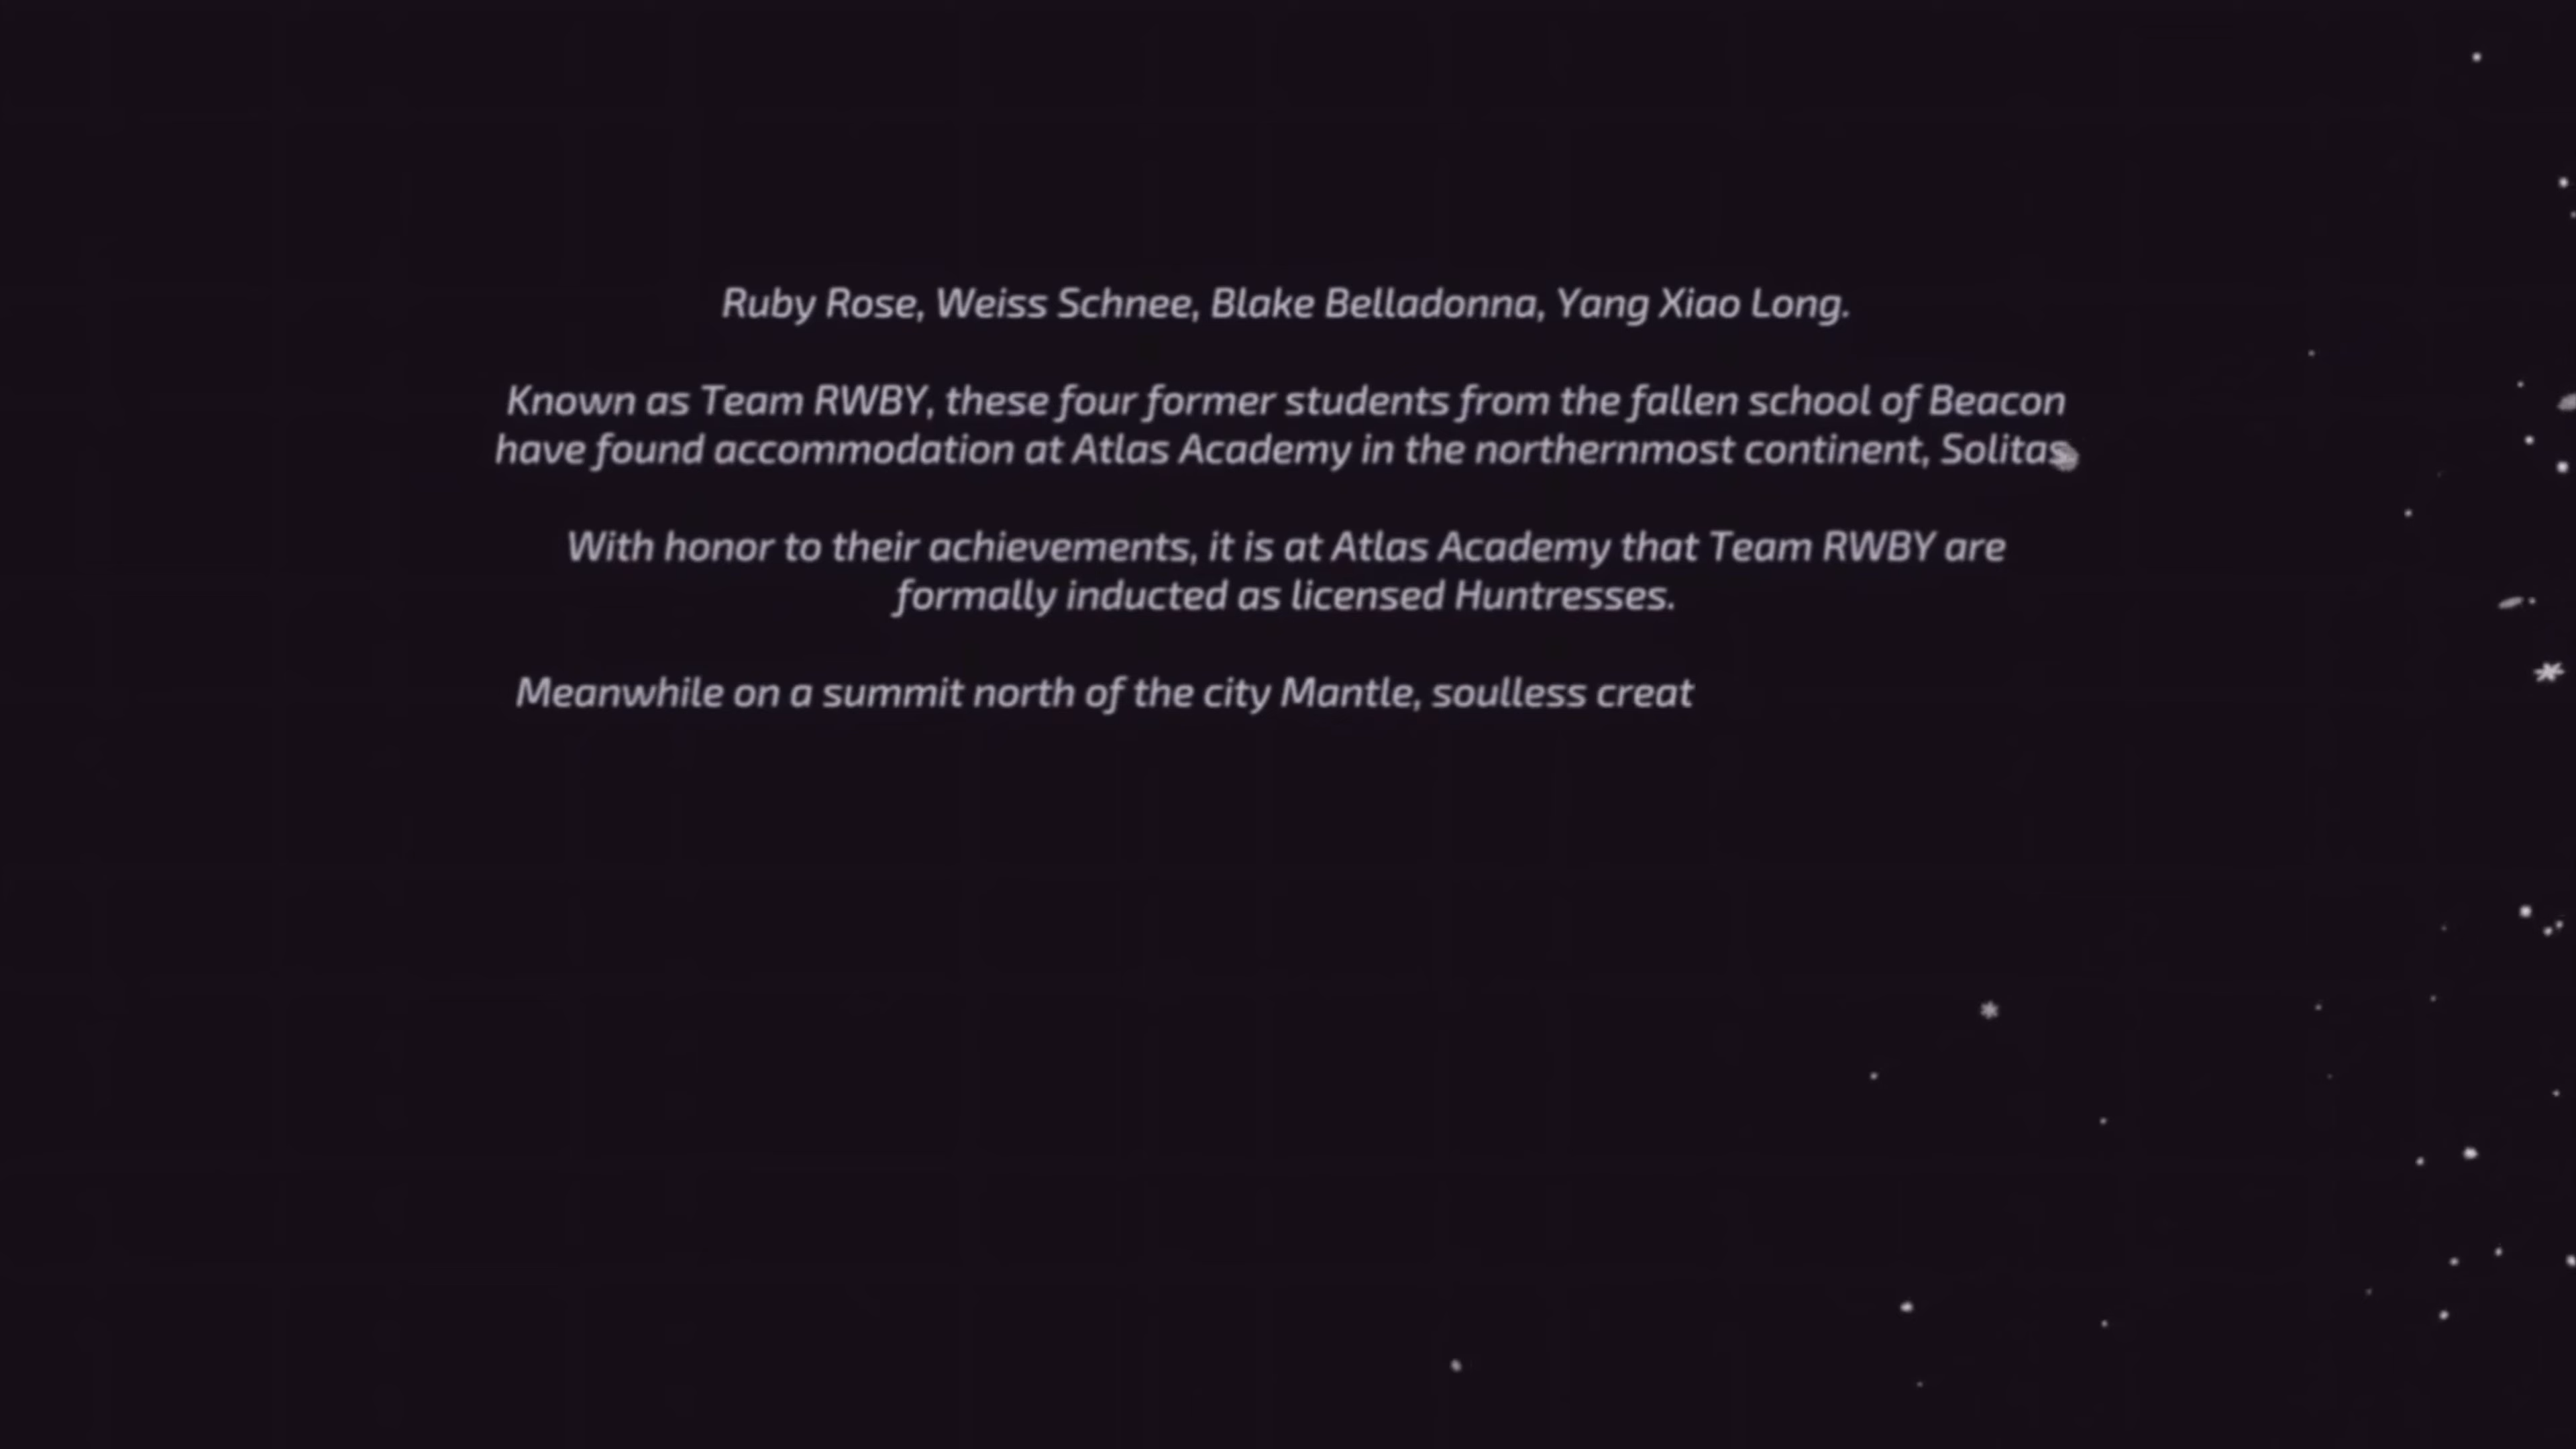 Ruby Rose, Weiss Schnee, Blake Belladonna, Yang Xiao Long.
Known as Team RWBY, these four former students from the fallen school of Beacon
have found accommodation at Atlas Academy in the northernmost continent, Solitas.
With honor to their achievements, it is at Atlas Academy that Team RWBY are
formally inducted as licensed Huntresses.
Meanwhile on a summit north of the city Mantle, soulless creat